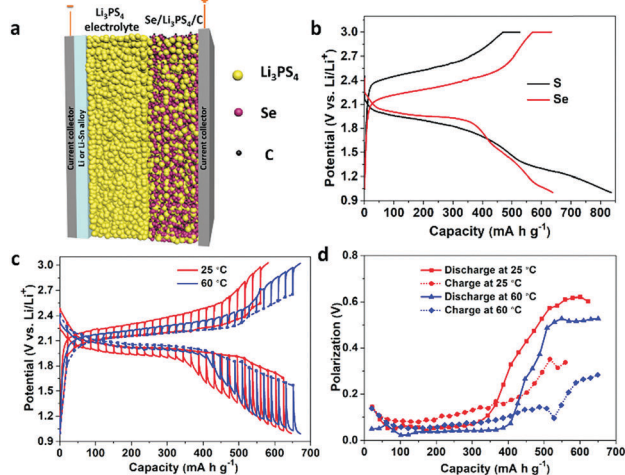 a
Li₃PS₄
electrolyte
Se/Li₃PS₄/C
Current collector
Li or Li-Sn alloy
Current collector
Li₃PS₄
Se
C
b
Potential (V vs. Li/Li⁺)
3.0
2.7
2.4
2.1
1.8
1.5
1.2
0.9
S
Se
0 100 200 300 400 500 600 700 800
Capacity (mA h g⁻¹)
c
Potential (V vs. Li/Li⁺)
3.0
2.7
2.4
2.1
1.8
1.5
1.2
0.9
25 °C
60 °C
0 100 200 300 400 500 600 700
Capacity (mA h g⁻¹)
d
Polarization (V)
0.8
0.6
0.4
0.2
0.0
Discharge at 25 °C
Charge at 25 °C
Discharge at 60 °C
Charge at 60 °C
0 100 200 300 400 500 600 700
Capacity (mA h g⁻¹)